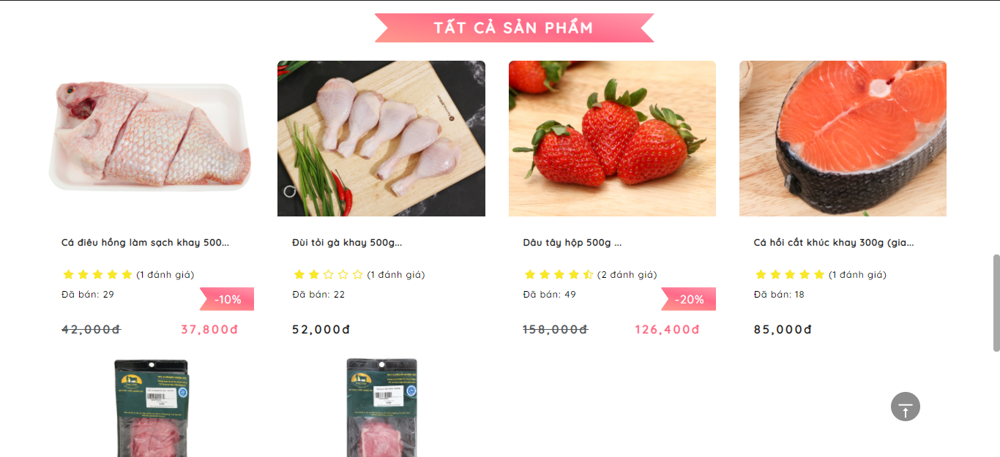 TẤT CẢ SẢN PHẨM
Cá điêu hồng làm sạch khay 500...
(1 đánh giá)
Đã bán: 29
-10%
42,000đ
37,800đ
Đùi tỏi gà khay 500g...
(1 đánh giá)
Đã bán: 22
52,000đ
Dâu tây hộp 500g ...
(2 đánh giá)
Đã bán: 49
-20%
158,000đ
126,400đ
Cá hồi cắt khúc khay 300g (gia...
(1 đánh giá)
Đã bán: 18
85,000đ